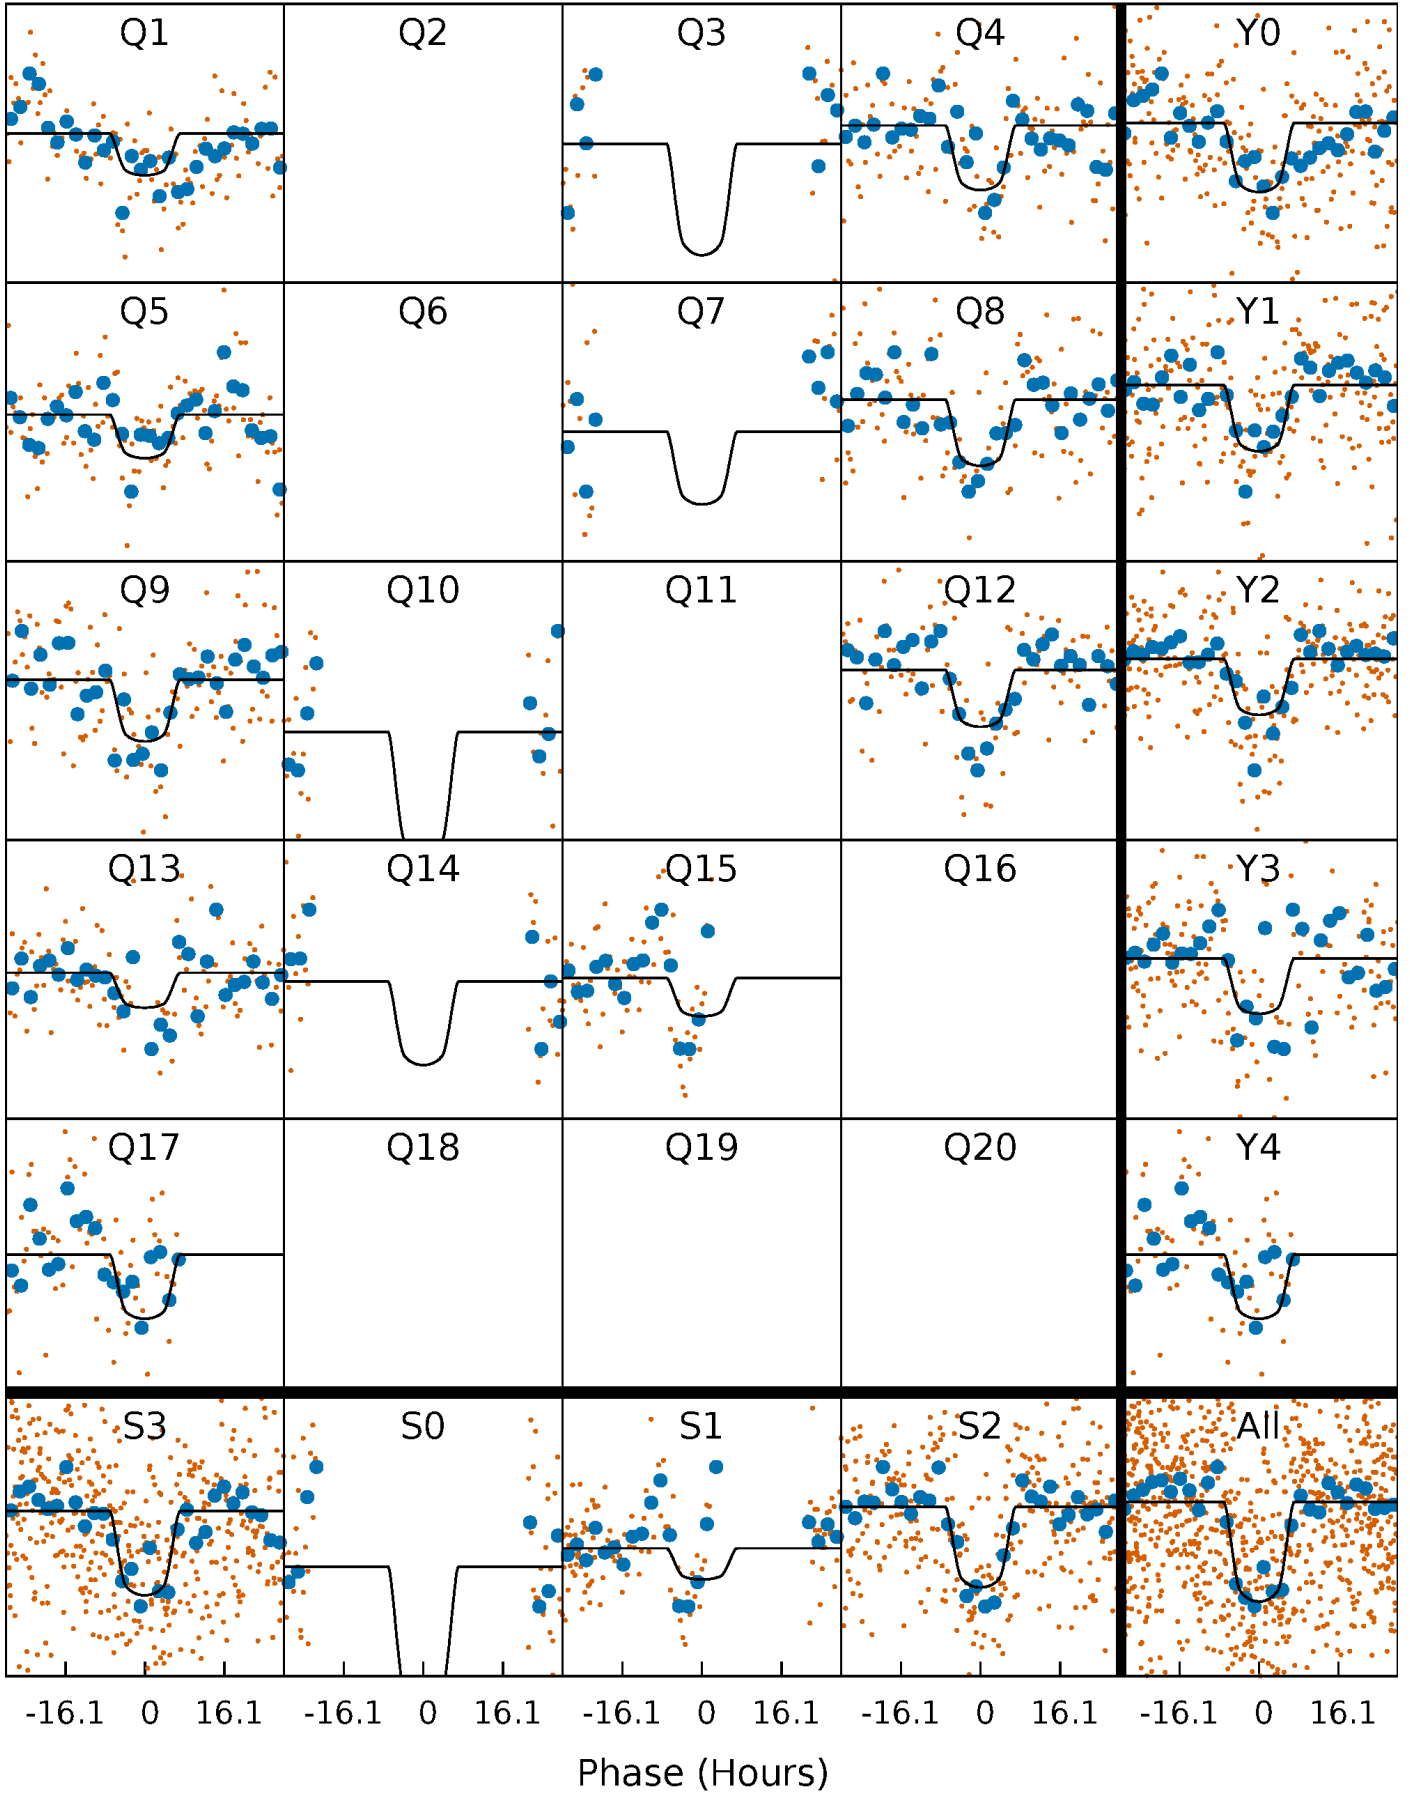 Q1 Q2 Q3 Q4 Y0
Q5 Q6 Q7 Q8 Y1
Q9 Q10 Q11 Q12 Y2
Q13 Q14 Q15 Q16 Y3
Q17 Q18 Q19 Q20 Y4
S3 S0 S1 S2 All
-16.1 0 16.1 -16.1 0 16.1 -16.1 0 16.1 -16.1 0 16.1 -16.1 0 16.1
Phase (Hours)